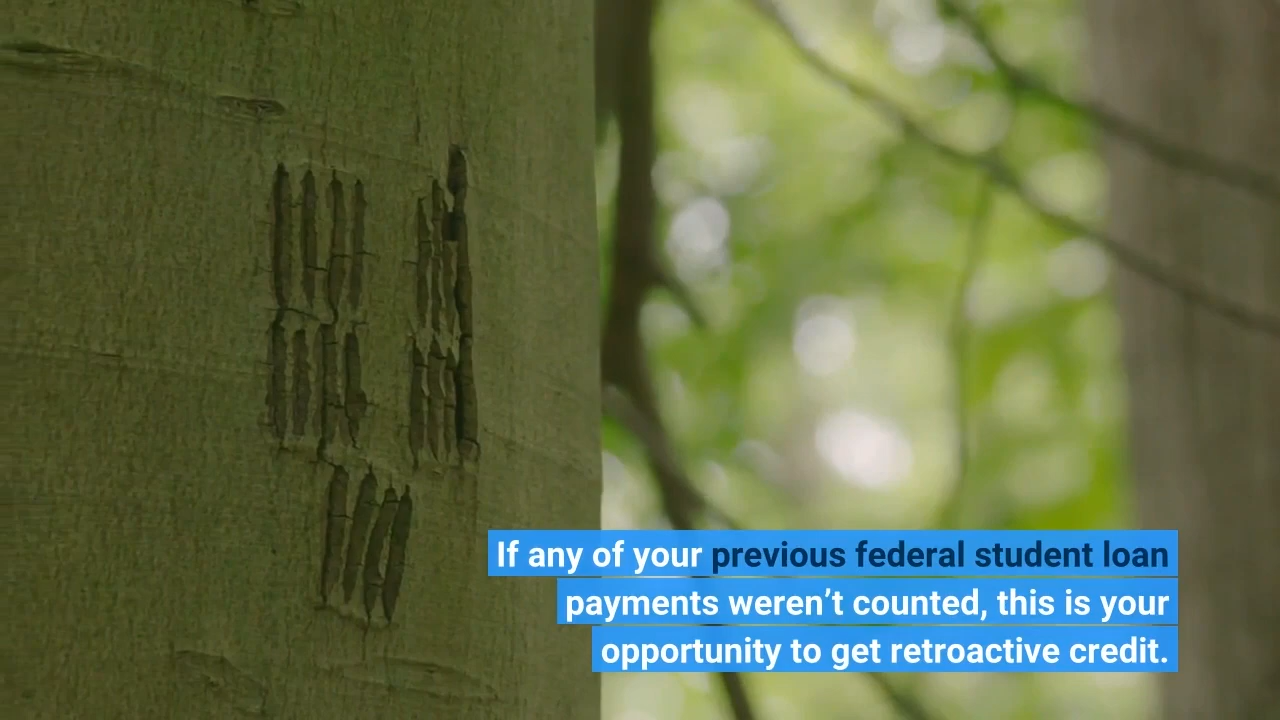 If any of your previous federal student loan
payments weren’t counted, this is your
opportunity to get retroactive credit.